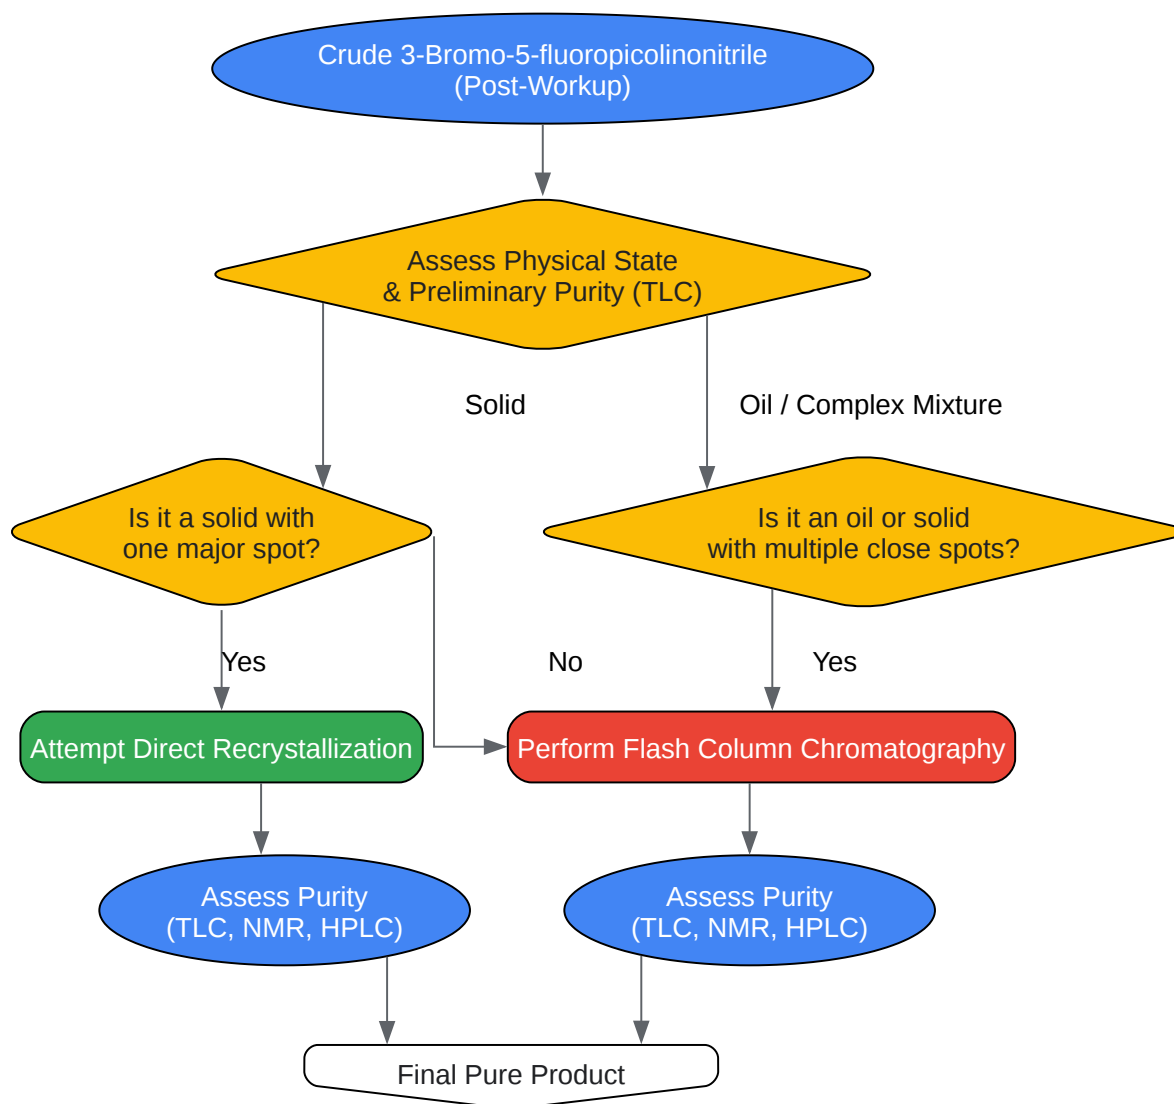 Crude 3-Bromo-5-fluoropicolinonitrile
(Post-Workup)
Assess Physical State
& Preliminary Purity (TLC)
Solid
Oil / Complex Mixture
Is it a solid with
one major spot?
Is it an oil or solid
with multiple close spots?
Yes
No
Yes
Attempt Direct Recrystallization
Perform Flash Column Chromatography
Assess Purity
(TLC, NMR, HPLC)
Assess Purity
(TLC, NMR, HPLC)
Final Pure Product